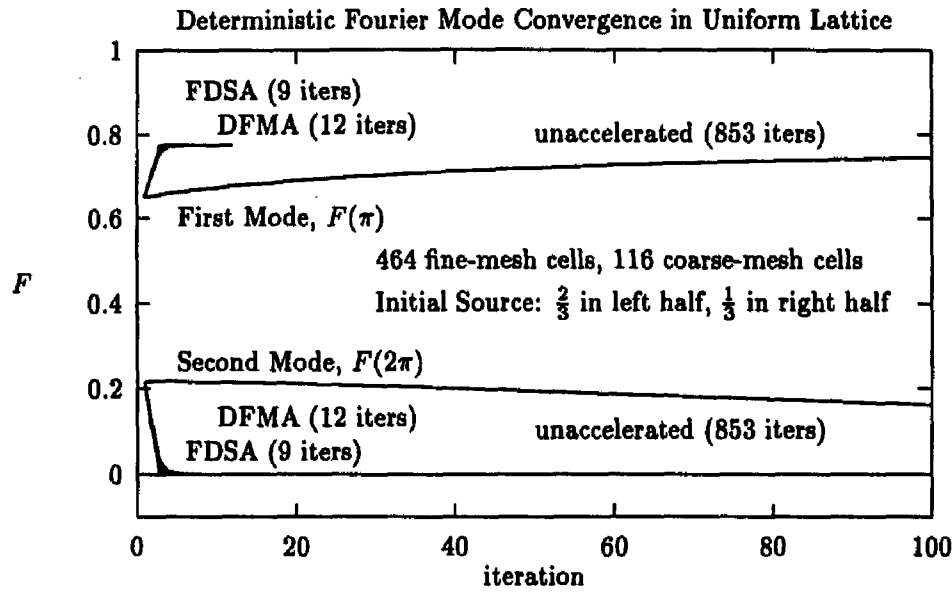 Deterministic Fourier Mode Convergence in Uniform Lattice
1
FDSA (9 iters)
DFMA (12 iters)
unaccelerated (853 iters)
0.8
0.6
First Mode, F(π)
464 fine-mesh cells, 116 coarse-mesh cells
F
Initial Source: 2/3 in left half, 1/3 in right half
0.4
Second Mode, F(2π)
0.2
DFMA (12 iters)
unaccelerated (853 iters)
FDSA (9 iters)
0
0 20 40 60 80 100
iteration